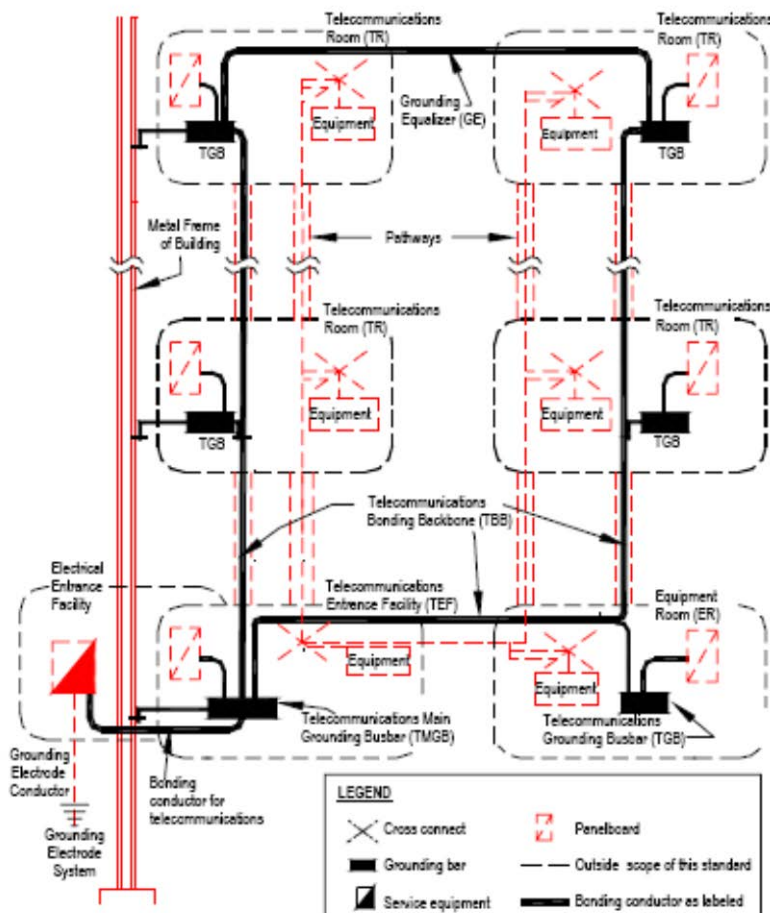 Telecommunications
Room (TR)
Telecommunications
Room (TR)
Grounding
Equalizer (GE)
Equipment
Equipment
TGB
TGB
Metal Frame
of Building
Pathways
Telecommunications
Room (TR)
Telecommunications
Room (TR)
Equipment
Equipment
TGB
TGB
Telecommunications
Bonding Backbone (TBB)
Electrical
Entrance
Facility
Telecommunications
Entrance Facility (TEF)
Equipment
Room (ER)
Equipment
Equipment
Telecommunications Main
Grounding Busbar (TMGB)
Telecommunications
Grounding Busbar (TGB)
Grounding
Electrode
Conductor
Bonding
conductor for
telecommunications
Grounding
Electrode
System
LEGEND
Cross connect
Panelboard
Grounding bar
Outside scope of this standard
Service equipment
Bonding conductor as labeled